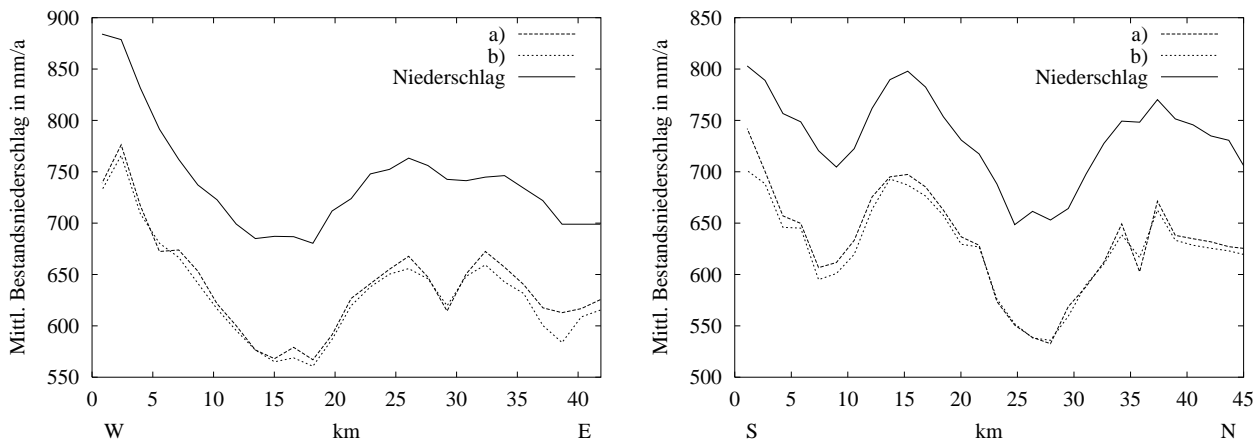 Mittl. Bestandsniederschlag in mm/a
900
850
800
750
700
650
600
550
a)
b)
Niederschlag
0 5 10 15 20 25 30 35 40
W km E
Mittl. Bestandsniederschlag in mm/a
850
800
750
700
650
600
550
500
a)
b)
Niederschlag
0 5 10 15 20 25 30 35 40 45
S km N